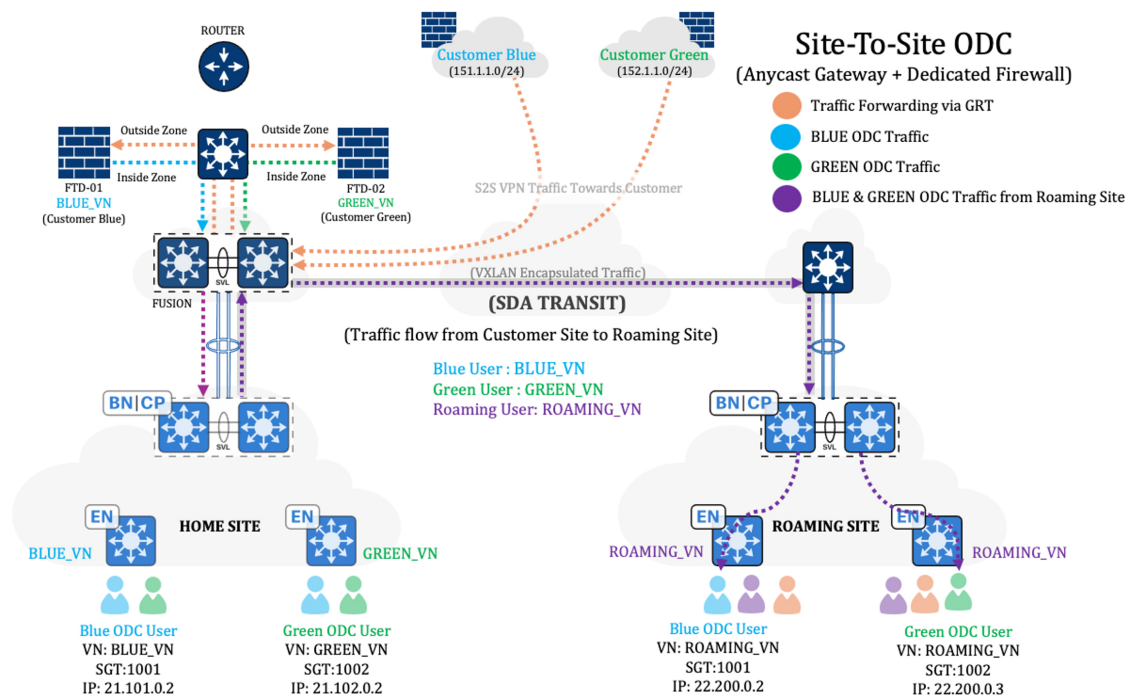 Site-To-Site ODC
(Anycast Gateway + Dedicated Firewall)
Traffic Forwarding via GRT
BLUE ODC Traffic
GREEN ODC Traffic
BLUE & GREEN ODC Traffic from Roaming Site
ROUTER
Customer Blue
(151.1.1.0/24)
Customer Green
(152.1.1.0/24)
Outside Zone
Outside Zone
Inside Zone
Inside Zone
FTD-01
BLUE_VN
(Customer Blue)
FTD-02
GREEN_VN
(Customer Green)
S2S VPN Traffic Towards Customer
SVL
FUSION
(VXLAN Encapsulated Traffic)
(SDA TRANSIT)
(Traffic flow from Customer Site to Roaming Site)
Blue User : BLUE_VN
Green User : GREEN_VN
Roaming User: ROAMING_VN
BN|CP
SVL
BN|CP
SVL
EN
HOME SITE
EN
BLUE_VN
GREEN_VN
EN
ROAMING SITE
EN
ROAMING_VN
ROAMING_VN
Blue ODC User
VN: BLUE_VN
SGT:1001
IP: 21.101.0.2
Green ODC User
VN: GREEN_VN
SGT:1002
IP: 21.102.0.2
Blue ODC User
VN: ROAMING_VN
SGT:1001
IP: 22.200.0.2
Green ODC User
VN: ROAMING_VN
SGT:1002
IP: 22.200.0.3